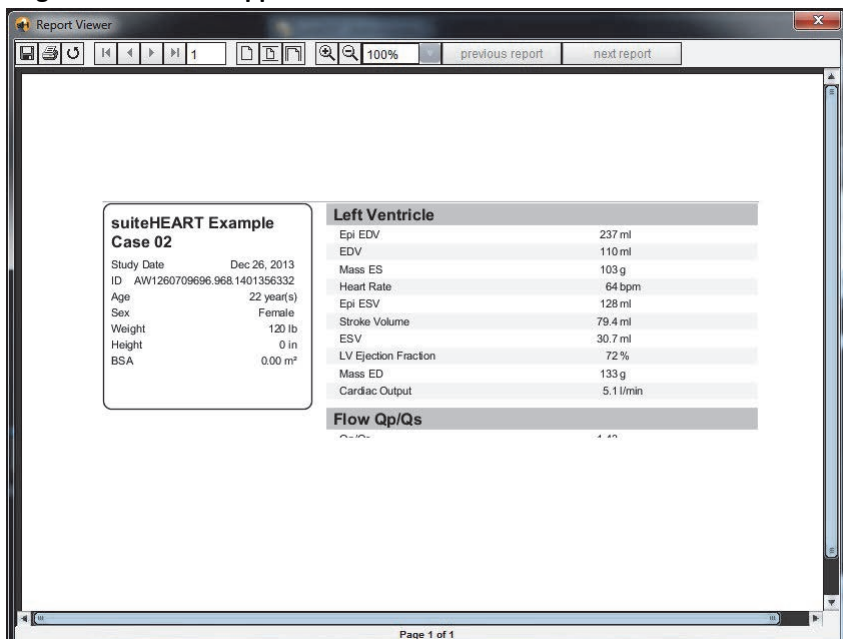 Report Viewer
1 100% previous report next report
suiteHEART Example
Case 02
Study Date Dec 26, 2013
ID AW1260709696.968.1401356332
Age 22 year(s)
Sex Female
Weight 120 lb
Height 0 in
BSA 0.00 m²
Left Ventricle
Epi EDV 237 ml
EDV 110 ml
Mass ES 103 g
Heart Rate 64 bpm
Epi ESV 128 ml
Stroke Volume 79.4 ml
ESV 30.7 ml
LV Ejection Fraction 72 %
Mass ED 133 g
Cardiac Output 5.1 l/min
Flow Qp/Qs
Page 1 of 1